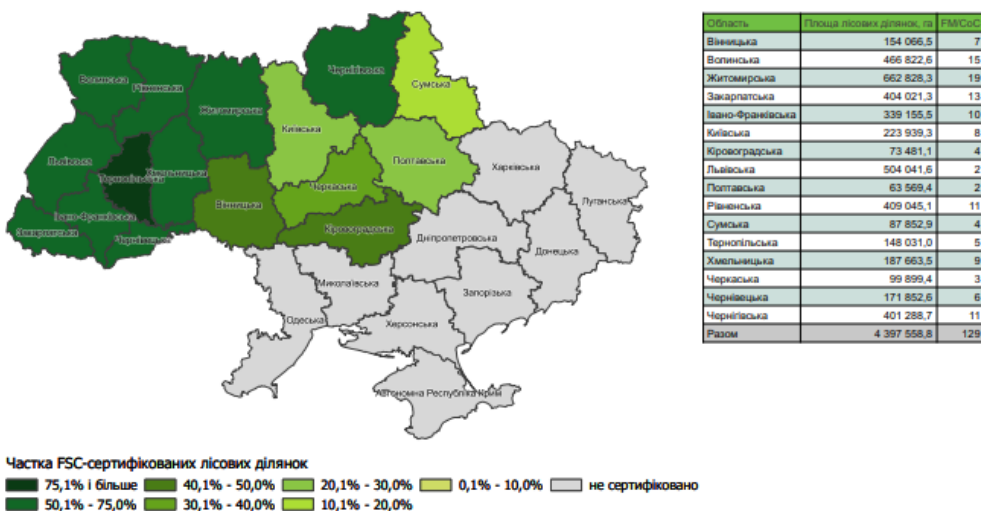 Волинська
Рівненська
Житомирська
Чернігівська
Сумська
Київська
Львівська
Тернопільська
Хмельницька
Полтавська
Харківська
Черкаська
Вінницька
Луганська
Івано-Франківська
Закарпатська
Чернівецька
Кіровоградська
Дніпропетровська
Донецька
Миколаївська
Запорізька
Одеська
Херсонська
Автономна Республіка Крим
Область Площа лісових ділянок, га FM/CoC
Вінницька 154 066,5 7
Волинська 466 822,6 15
Житомирська 662 828,3 19
Закарпатська 404 021,3 13
Івано-Франківська 339 155,5 10
Київська 223 939,3 8
Кіровоградська 73 481,1 4
Львівська 504 041,6 2
Полтавська 63 569,4 2
Рівненська 409 045,1 11
Сумська 87 852,9 4
Тернопільська 148 031,0 5
Хмельницька 187 663,5 9
Черкаська 99 899,4 3
Чернівецька 171 852,6 6
Чернігівська 401 288,7 11
Разом 4 397 558,8 129
Частка FSC-сертифікованих лісових ділянок
75,1% і більше 40,1% - 50,0% 20,1% - 30,0% 0,1% - 10,0% не сертифіковано
50,1% - 75,0% 30,1% - 40,0% 10,1% - 20,0%